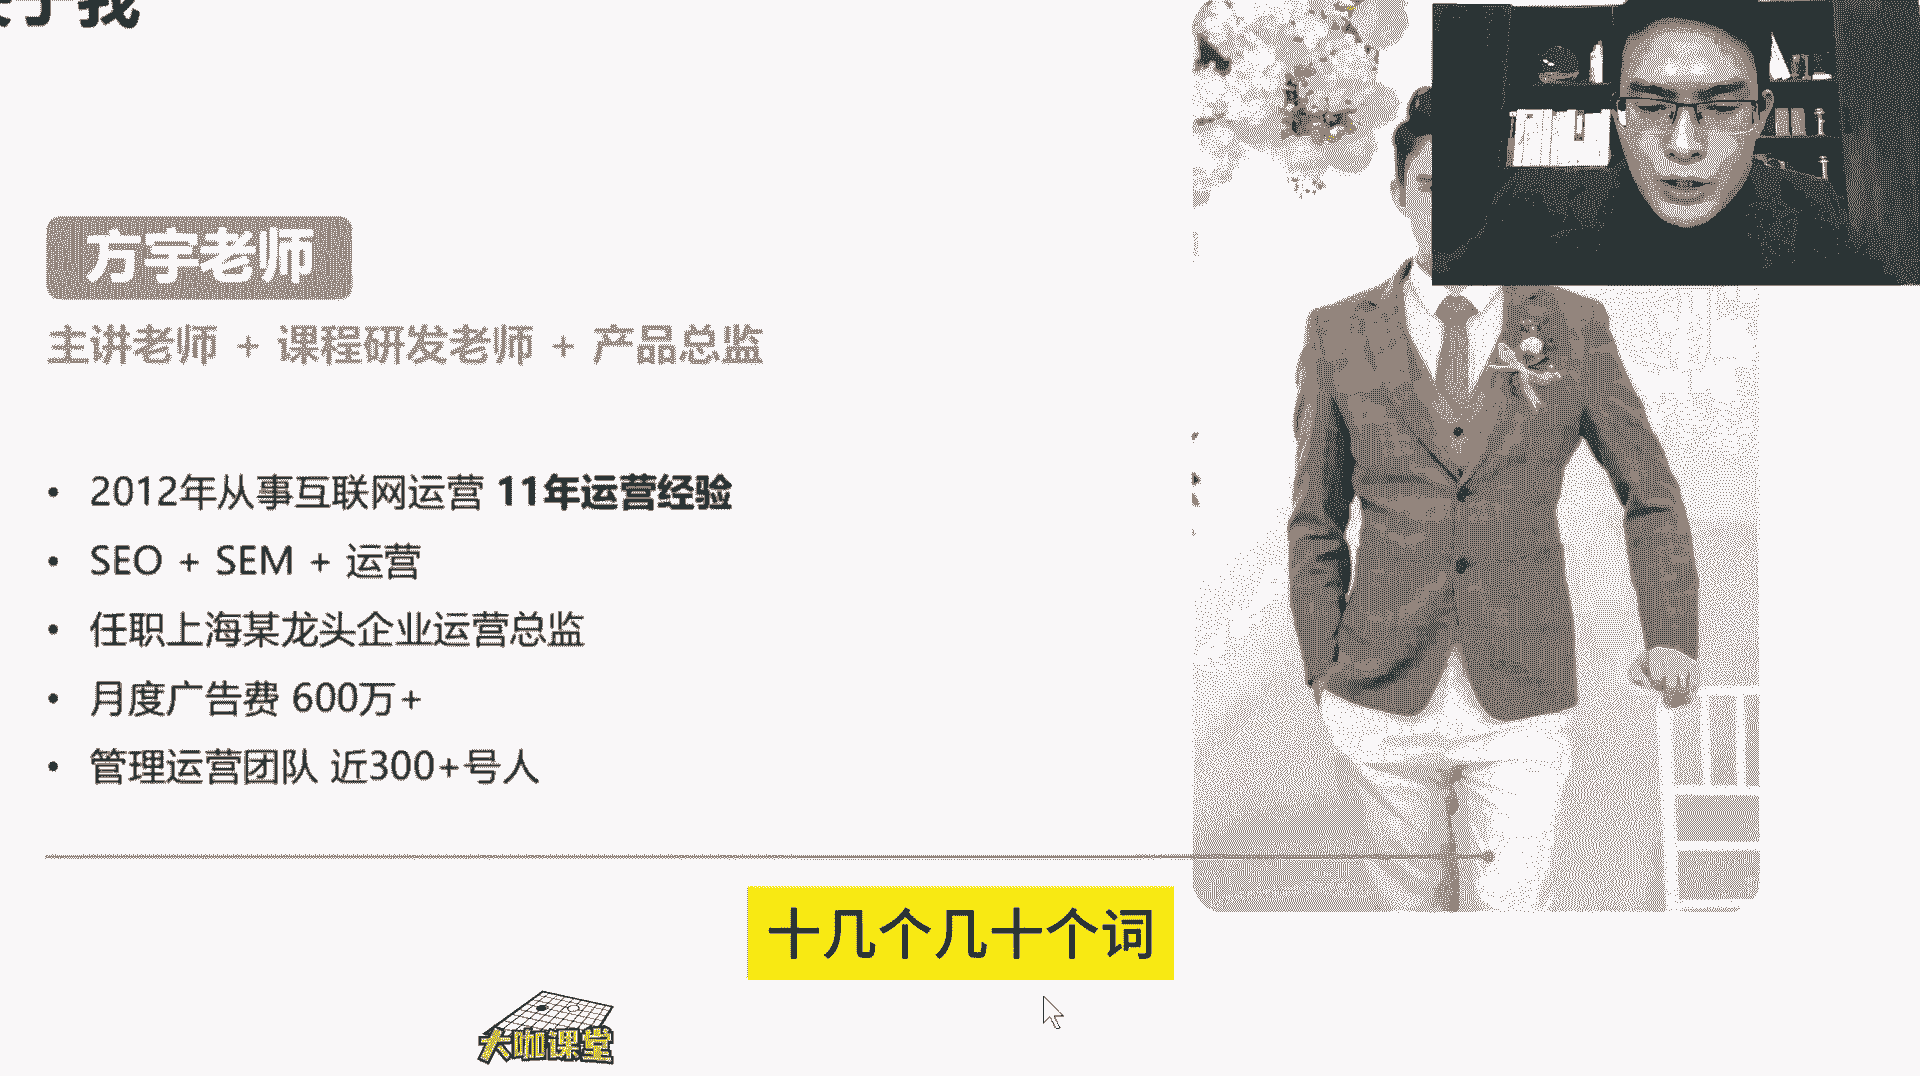 关于我
方宇老师
主讲老师 + 课程研发老师 + 产品总监
• 2012年从事互联网运营 11年运营经验
• SEO + SEM + 运营
• 任职上海某龙头企业运营总监
• 月度广告费 600万+
• 管理运营团队 近300+号人
十几个几十个词
大咖课堂